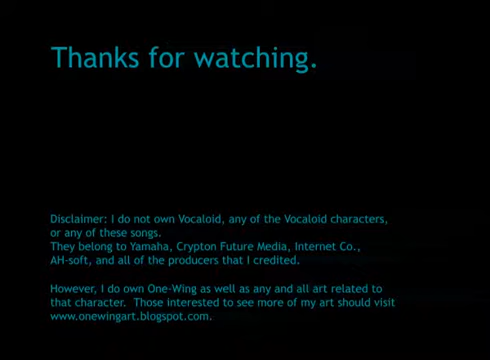 Thanks for watching.
Disclaimer: I do not own Vocaloid, any of the Vocaloid characters,
or any of these songs.
They belong to Yamaha, Crypton Future Media, Internet Co.,
AH-soft, and all of the producers that I credited.
However, I do own One-Wing as well as any and all art related to
that character.  Those interested to see more of my art should visit
www.onewingart.blogspot.com.